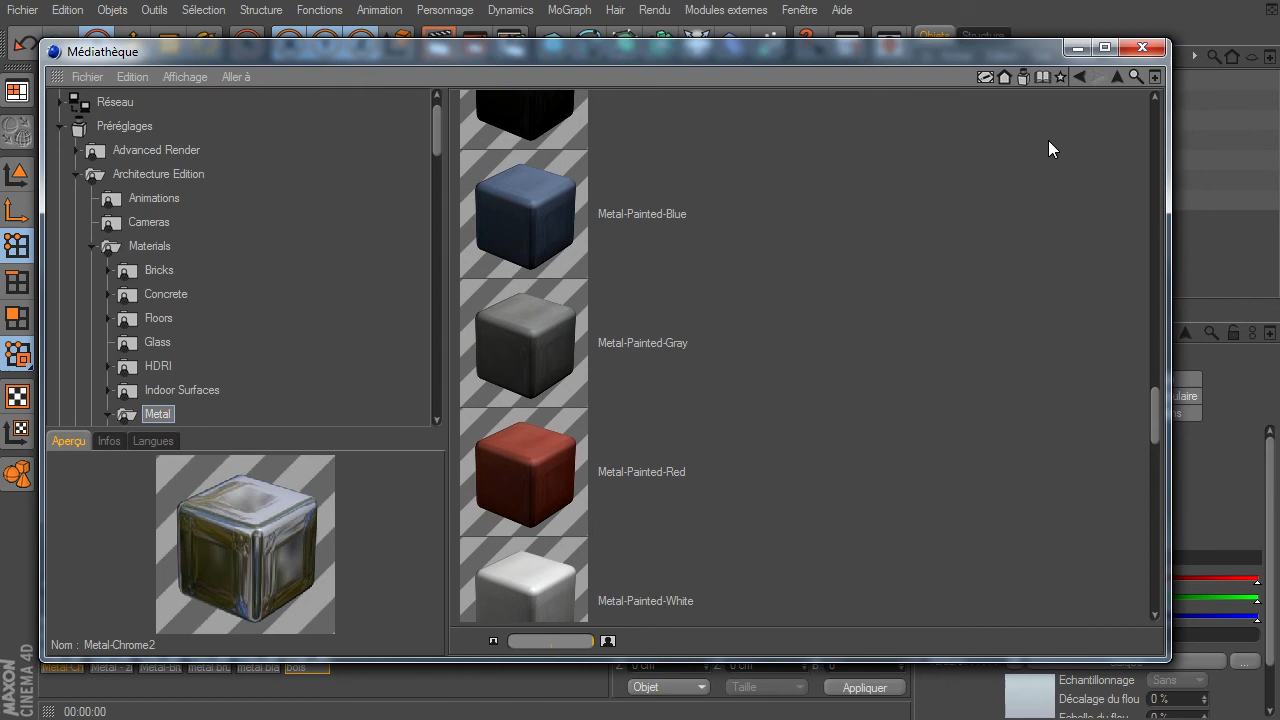 Fichier Edition Objets Outils Sélection Structure Fonctions Animation Personnage Dynamics MoGraph Hair Rendu Modules externes Fenêtre Aide
Objets Structure
Médiathèque
Fichier Edition Affichage Aller à
Réseau
Préréglages
Advanced Render
Architecture Edition
Animations
Cameras
Materials
Bricks
Concrete
Floors
Glass
HDRI
Indoor Surfaces
Metal
Metal-Painted-Blue
Metal-Painted-Gray
Metal-Painted-Red
Metal-Painted-White
Aperçu Infos Langues
Nom : Metal-Chrome2
bois
Objet Taille Appliquer
Echantillonnage Sans
Décalage du flou 0 %
00:00:00
MAXON
CINEMA 4D